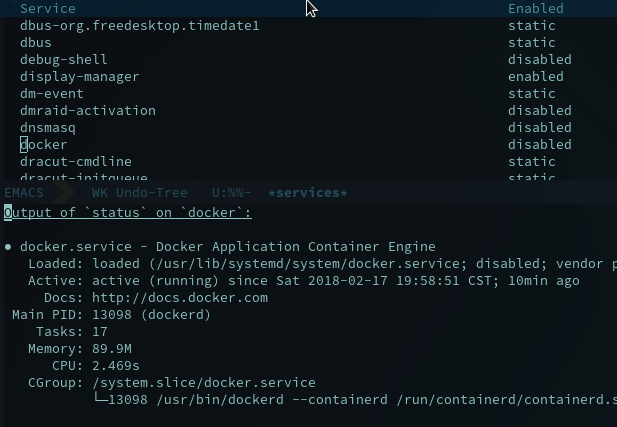 Service Enabled
dbus-org.freedesktop.timedate1 static
dbus static
debug-shell disabled
display-manager enabled
dm-event static
dmraid-activation disabled
dnsmasq disabled
docker disabled
dracut-cmdline static
dracut-initqueue static
EMACS WK Undo-Tree U:%%- *services*
Output of `status` on `docker`:
● docker.service - Docker Application Container Engine
Loaded: loaded (/usr/lib/systemd/system/docker.service; disabled; vendor p
Active: active (running) since Sat 2018-02-17 19:58:51 CST; 10min ago
Docs: http://docs.docker.com
Main PID: 13098 (dockerd)
Tasks: 17
Memory: 89.9M
CPU: 2.469s
CGroup: /system.slice/docker.service
└─13098 /usr/bin/dockerd --containerd /run/containerd/containerd.s